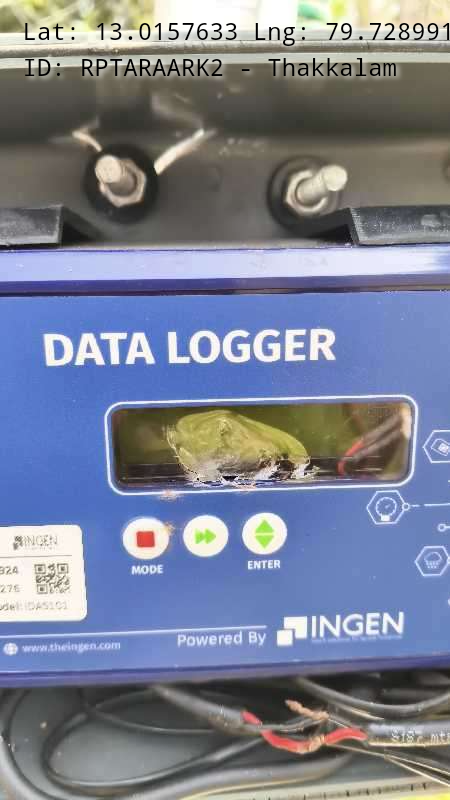 Lat: 13.0157633 Lng: 79.728991
ID: RPTARAARK2 - Thakkalam
DATA LOGGER
MODE
ENTER
INGEN
276
www.theingen.com
Powered By
INGEN